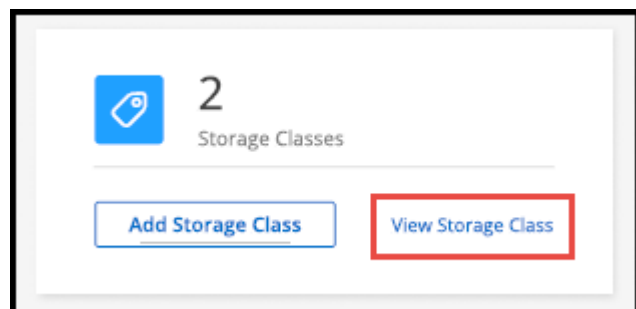 2
Storage Classes
Add Storage Class
View Storage Class